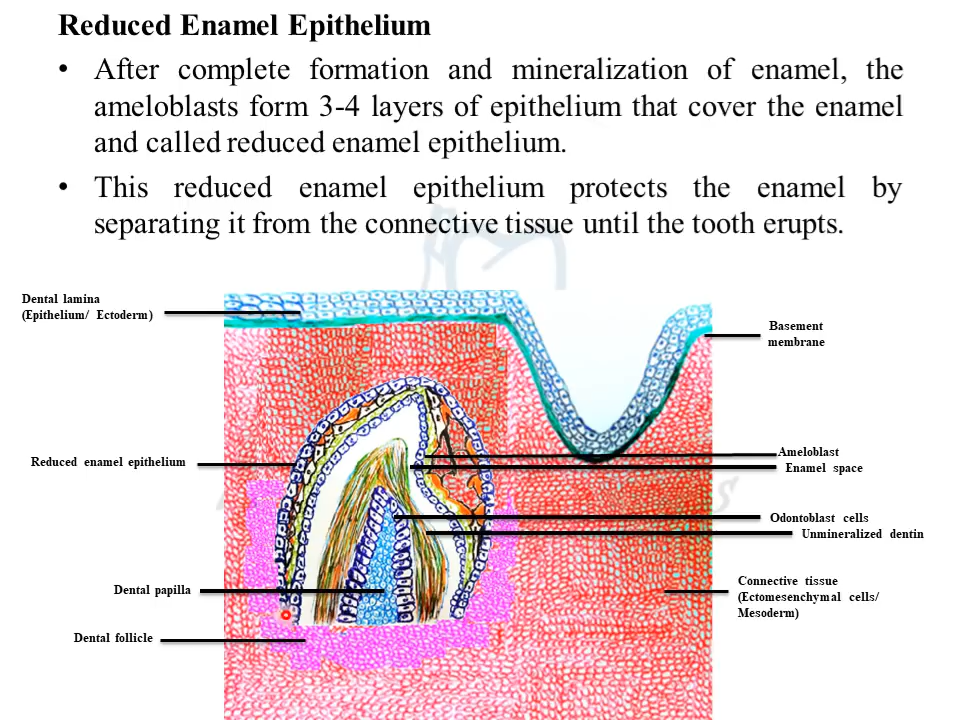 Reduced Enamel Epithelium
• After complete formation and mineralization of enamel, the
ameloblasts form 3-4 layers of epithelium that cover the enamel
and called reduced enamel epithelium.
• This reduced enamel epithelium protects the enamel by
separating it from the connective tissue until the tooth erupts.
Dental lamina
(Epithelium/ Ectoderm)
Basement
membrane
Reduced enamel epithelium
Ameloblast
Enamel space
Odontoblast cells
Unmineralized dentin
Dental papilla
Connective tissue
(Ectomesenchymal cells/
Mesoderm)
Dental follicle